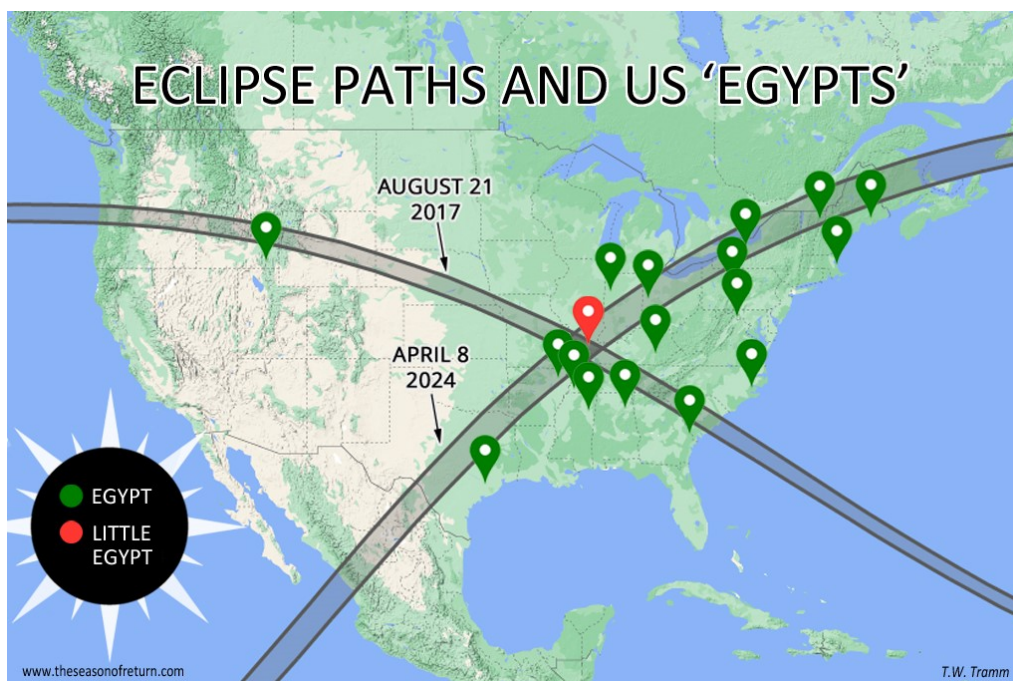 ECLIPSE PATHS AND US ‘EGYPTS’
AUGUST 21
2017
APRIL 8
2024
EGYPT
LITTLE
EGYPT
www.theseasonofreturn.com
T.W. Tramm